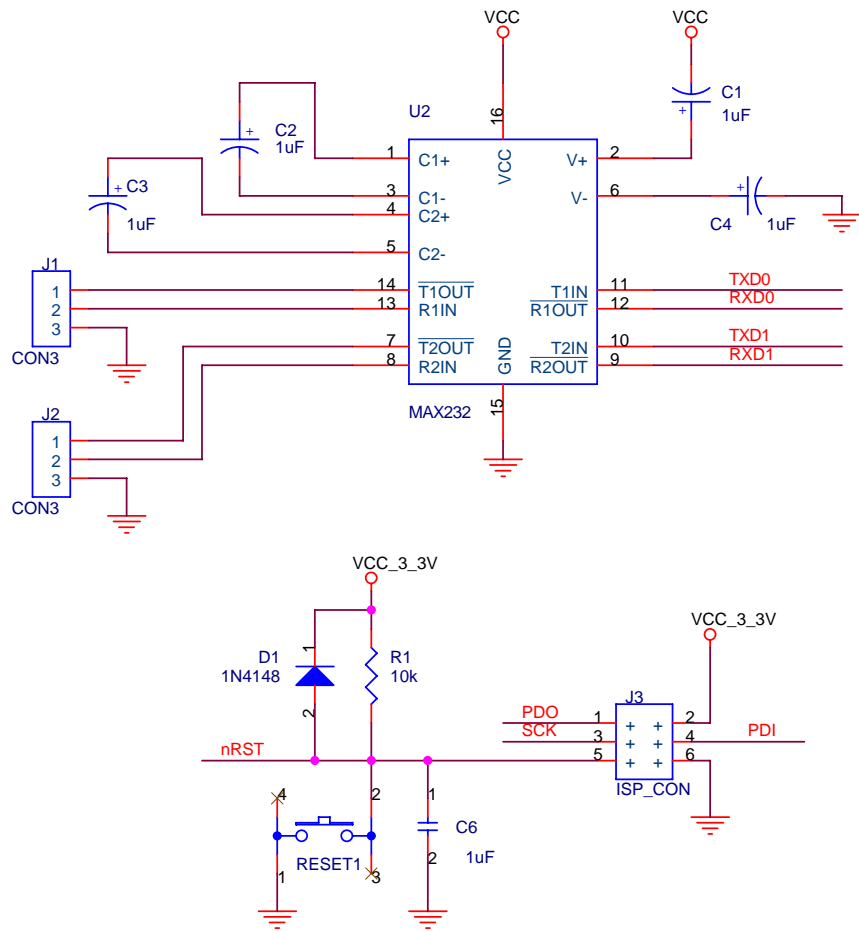 VCC
VCC
U2
C1
1uF
16
C2
1uF
+
+
1
C1+
VCC
V+
2
C3
1uF
+
3
C1-
V-
6
+
C4
1uF
4
C2+
5
C2-
J1
1
2
3
CON3
14
T1OUT
T1IN
11
TXD0
13
R1IN
R1OUT
12
RXD0
7
T2OUT
T2IN
10
TXD1
8
R2IN
R2OUT
9
RXD1
GND
15
MAX232
J2
1
2
3
CON3
VCC_3_3V
VCC_3_3V
D1
1N4148
1
2
R1
10k
J3
PDO
1
2
SCK
3
4
PDI
5
6
ISP_CON
nRST
4
2
1
C6
1uF
2
RESET1
1
3